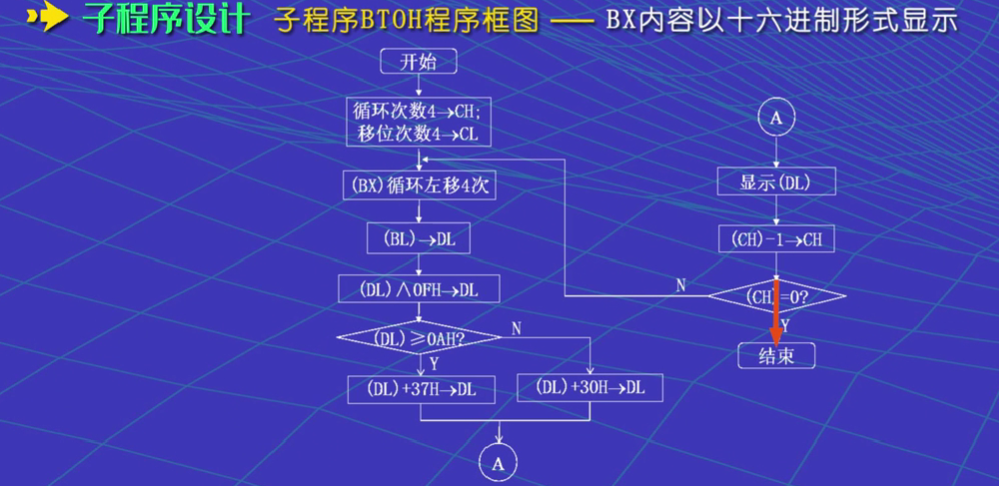 子程序设计 子程序BTOH程序框图 —— BX内容以十六进制形式显示
开始
循环次数4→CH;
移位次数4→CL
(BX)循环左移4次
(BL)→DL
(DL)∧0FH→DL
(DL)≥0AH?
N
Y
(DL)+37H→DL
(DL)+30H→DL
A
A
显示(DL)
(CH)-1→CH
(CH)=0?
N
Y
结束